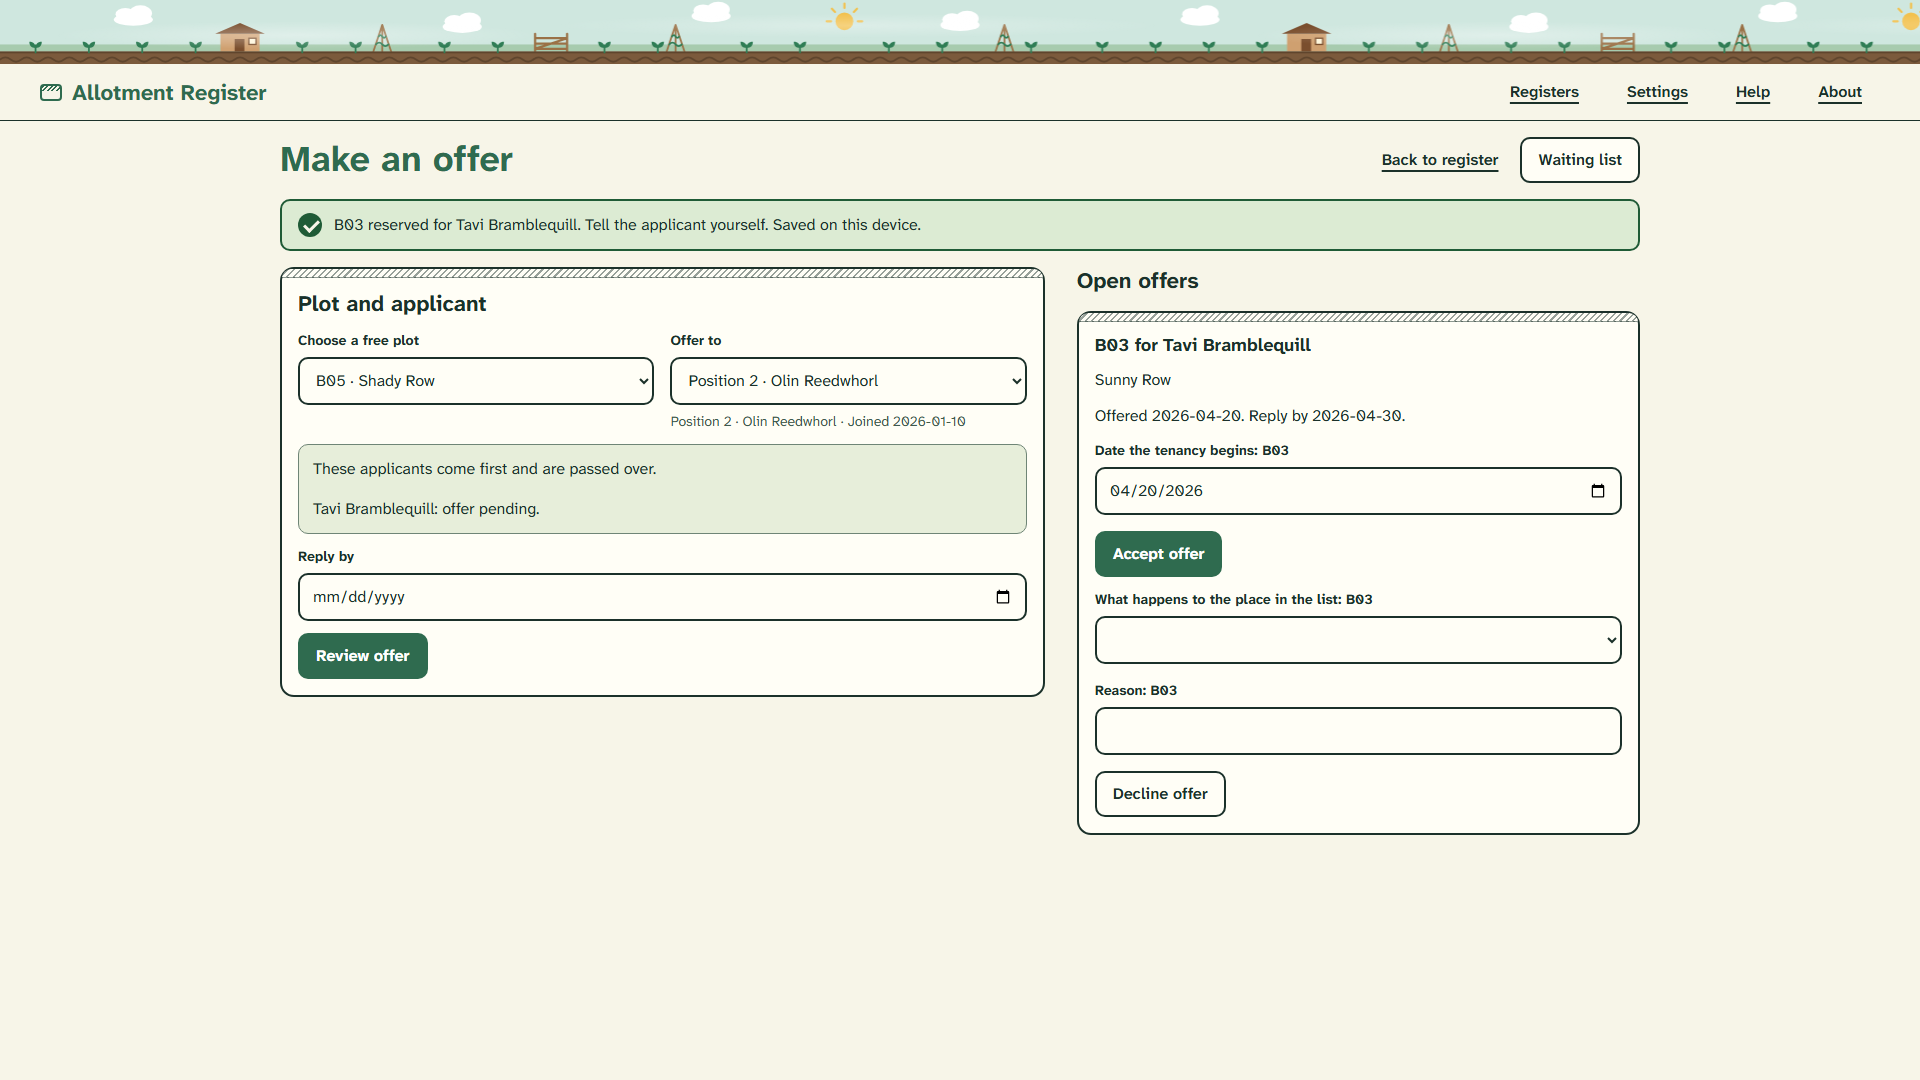 Allotment Register
Registers
Settings
Help
About
Make an offer
Back to register
Waiting list
B03 reserved for Tavi Bramblequill. Tell the applicant yourself. Saved on this device.
Plot and applicant
Choose a free plot
B05 · Shady Row
Offer to
Position 2 · Olin Reedwhorl
Position 2 · Olin Reedwhorl · Joined 2026-01-10
These applicants come first and are passed over.
Tavi Bramblequill: offer pending.
Reply by
mm/dd/yyyy
Review offer
Open offers
B03 for Tavi Bramblequill
Sunny Row
Offered 2026-04-20. Reply by 2026-04-30.
Date the tenancy begins: B03
04/20/2026
Accept offer
What happens to the place in the list: B03
Reason: B03
Decline offer